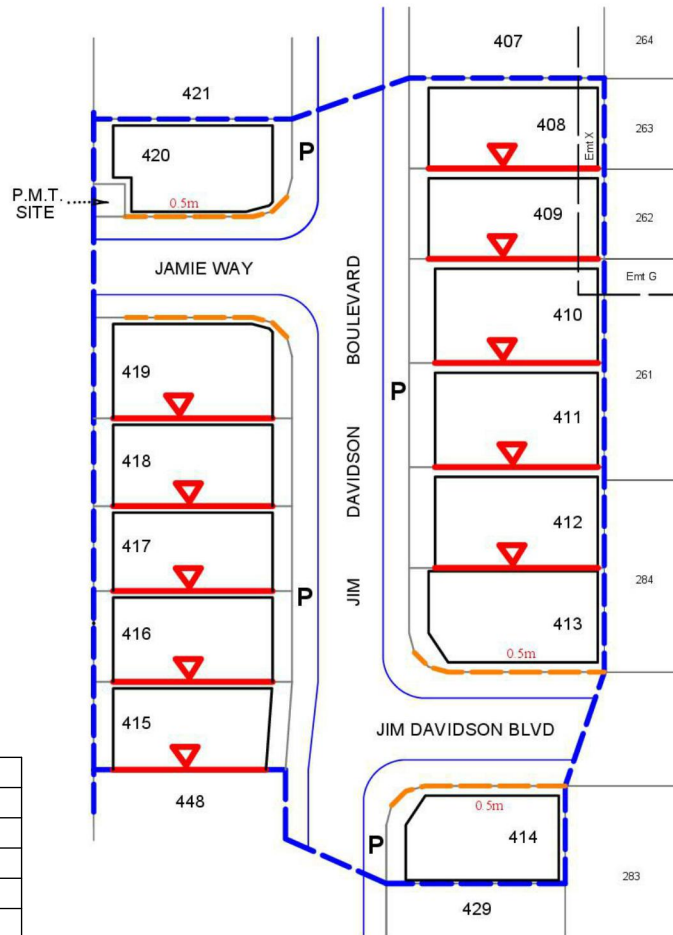 407
264
421
408
263
420
P
Emt X
P.M.T.
SITE
0.5m
409
262
JAMIE WAY
Emt G
410
BOULEVARD
419
261
P
411
418
DAVIDSON
412
417
JIM
284
P
416
413
0.5m
415
JIM DAVIDSON BLVD
448
0.5m
414
P
283
429